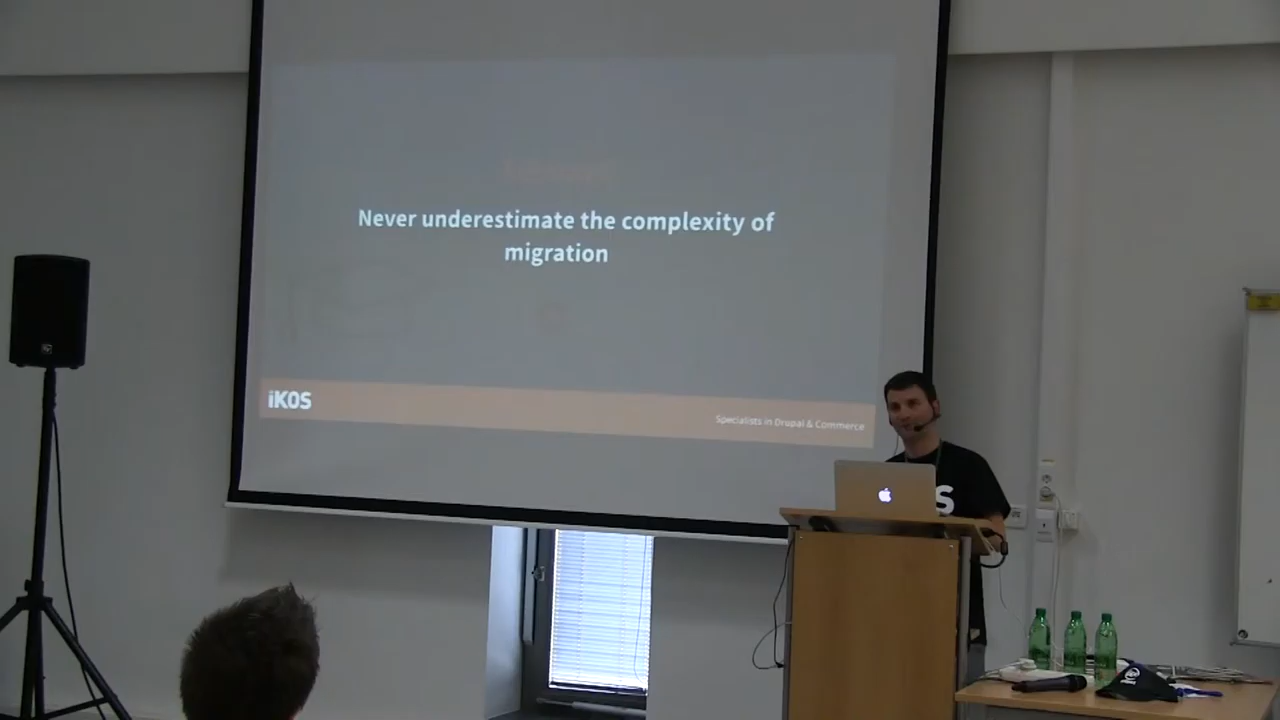 Never underestimate the complexity of
migration
iKOS
Specialists in Drupal & Commerce
S